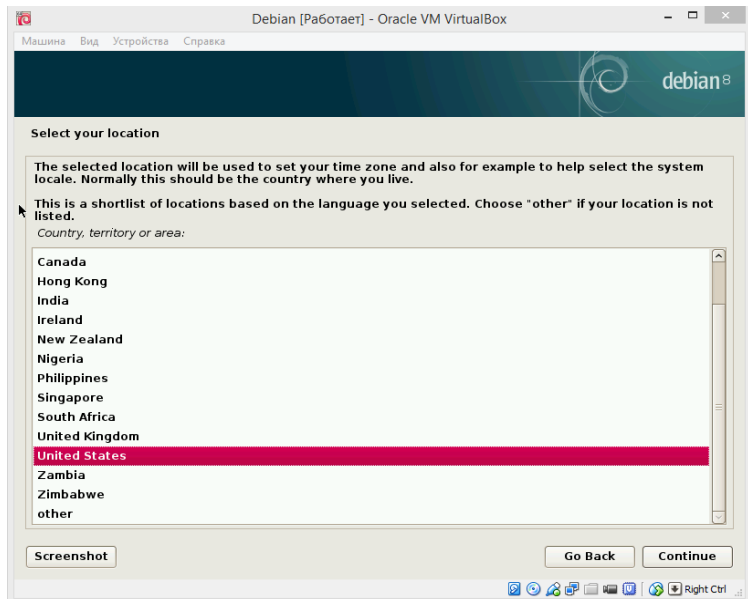 Debian [Работает] - Oracle VM VirtualBox
Машина Вид Устройства Справка
debian 8
Select your location
The selected location will be used to set your time zone and also for example to help select the system
locale. Normally this should be the country where you live.
This is a shortlist of locations based on the language you selected. Choose "other" if your location is not
listed.
Country, territory or area:
Canada
Hong Kong
India
Ireland
New Zealand
Nigeria
Philippines
Singapore
South Africa
United Kingdom
United States
Zambia
Zimbabwe
other
Screenshot Go Back Continue
Right Ctrl